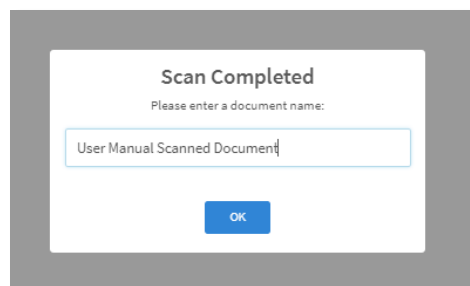 Scan Completed
Please enter a document name:
User Manual Scanned Document
OK